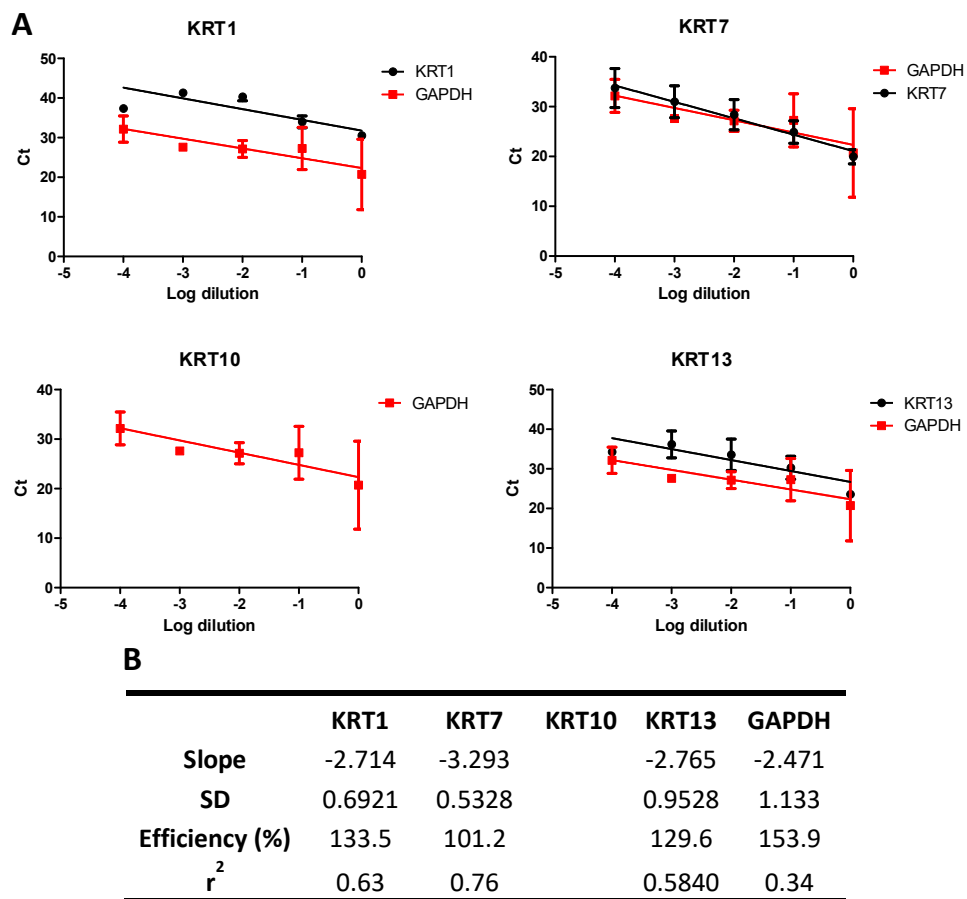 A
KRT1
50
40
30
20
10
0
Ct
-5 -4 -3 -2 -1 0
Log dilution
KRT1
GAPDH
KRT7
40
30
20
10
0
Ct
-5 -4 -3 -2 -1 0
Log dilution
GAPDH
KRT7
KRT10
40
30
20
10
0
Ct
-5 -4 -3 -2 -1 0
Log dilution
GAPDH
KRT13
50
40
30
20
10
0
Ct
-5 -4 -3 -2 -1 0
Log dilution
KRT13
GAPDH
B
KRT1 KRT7 KRT10 KRT13 GAPDH
Slope -2.714 -3.293 -2.765 -2.471
SD 0.6921 0.5328 0.9528 1.133
Efficiency (%) 133.5 101.2 129.6 153.9
r² 0.63 0.76 0.5840 0.34